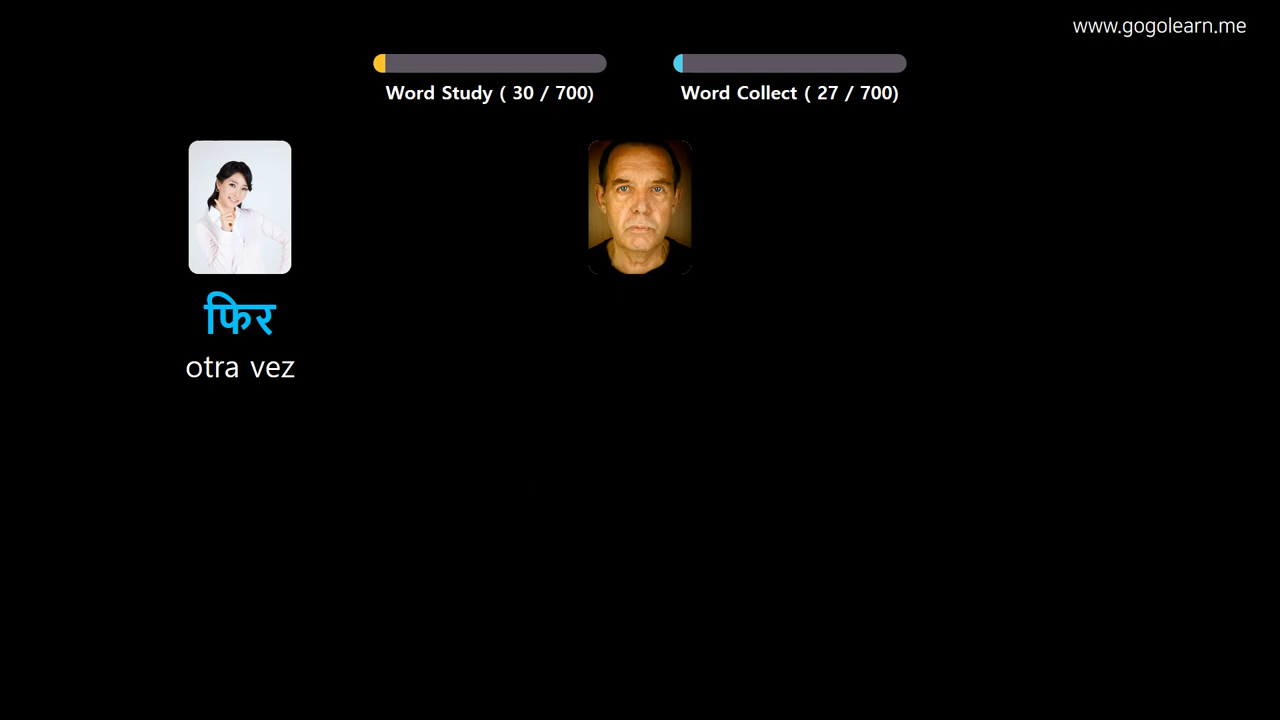 www.gogolearn.me
Word Study ( 30 / 700)
Word Collect ( 27 / 700)
फिर
otra vez